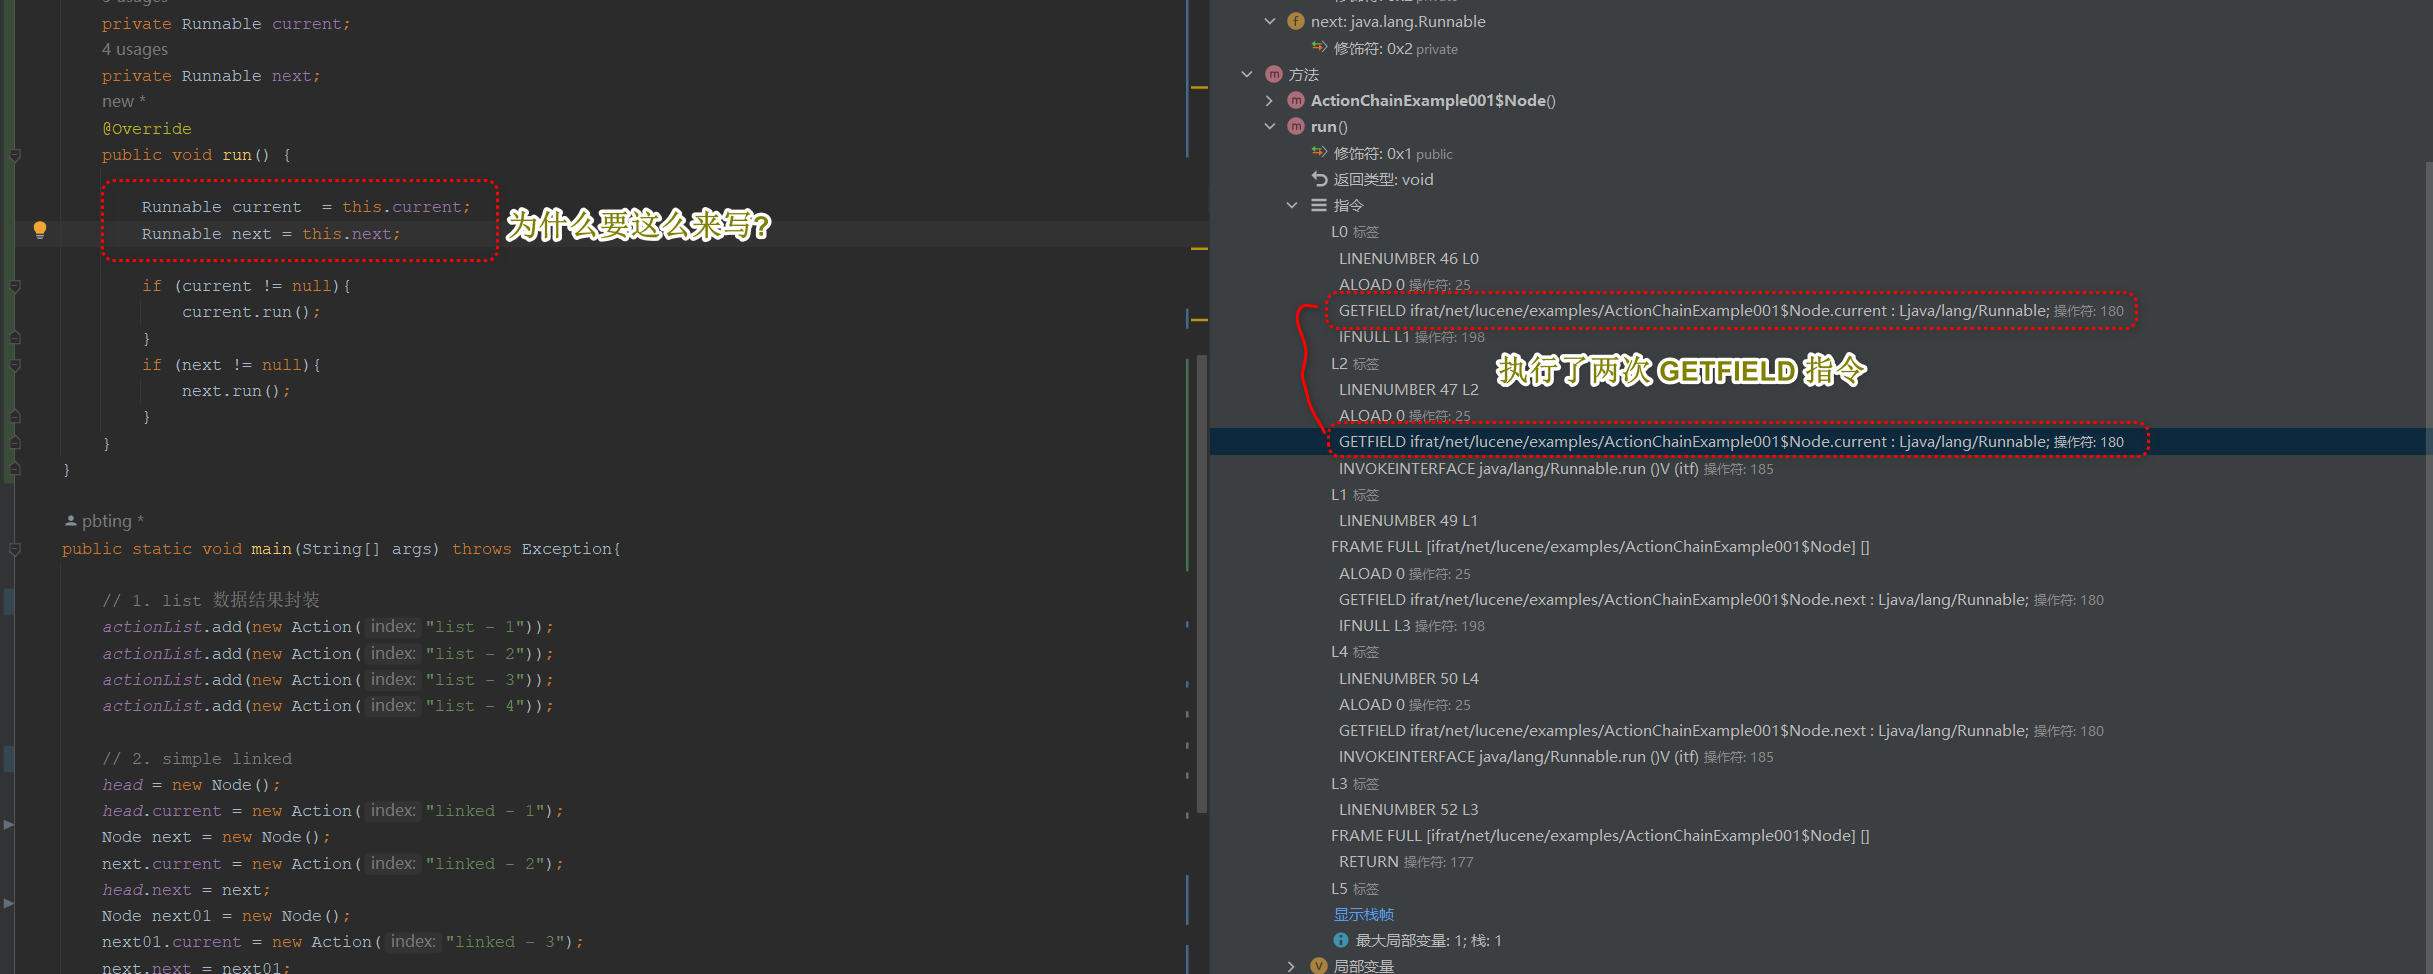 private Runnable current;
4 usages
private Runnable next;
new *
@Override
public void run() {
Runnable current  = this.current;
Runnable next = this.next;
为什么要这么来写?
if (current != null){
current.run();
}
if (next != null){
next.run();
}
}
}
pbting *
public static void main(String[] args) throws Exception{
// 1. list 数据结果封装
actionList.add(new Action( index: "list - 1"));
actionList.add(new Action( index: "list - 2"));
actionList.add(new Action( index: "list - 3"));
actionList.add(new Action( index: "list - 4"));
// 2. simple linked
head = new Node();
head.current = new Action( index: "linked - 1");
Node next = new Node();
next.current = new Action( index: "linked - 2");
head.next = next;
Node next01 = new Node();
next01.current = new Action( index: "linked - 3");
next.next = next01;
next: java.lang.Runnable
修饰符: 0x2 private
方法
ActionChainExample001$Node()
run()
修饰符: 0x1 public
返回类型: void
指令
L0 标签
LINENUMBER 46 L0
ALOAD 0 操作符: 25
GETFIELD ifrat/net/lucene/examples/ActionChainExample001$Node.current : Ljava/lang/Runnable; 操作符: 180
IFNULL L1 操作符: 198
L2 标签
执行了两次 GETFIELD 指令
LINENUMBER 47 L2
ALOAD 0 操作符: 25
GETFIELD ifrat/net/lucene/examples/ActionChainExample001$Node.current : Ljava/lang/Runnable; 操作符: 180
INVOKEINTERFACE java/lang/Runnable.run ()V (itf) 操作符: 185
L1 标签
LINENUMBER 49 L1
FRAME FULL [ifrat/net/lucene/examples/ActionChainExample001$Node] []
ALOAD 0 操作符: 25
GETFIELD ifrat/net/lucene/examples/ActionChainExample001$Node.next : Ljava/lang/Runnable; 操作符: 180
IFNULL L3 操作符: 198
L4 标签
LINENUMBER 50 L4
ALOAD 0 操作符: 25
GETFIELD ifrat/net/lucene/examples/ActionChainExample001$Node.next : Ljava/lang/Runnable; 操作符: 180
INVOKEINTERFACE java/lang/Runnable.run ()V (itf) 操作符: 185
L3 标签
LINENUMBER 52 L3
FRAME FULL [ifrat/net/lucene/examples/ActionChainExample001$Node] []
RETURN 操作符: 177
L5 标签
显示栈帧
最大局部变量: 1; 栈: 1
局部变量